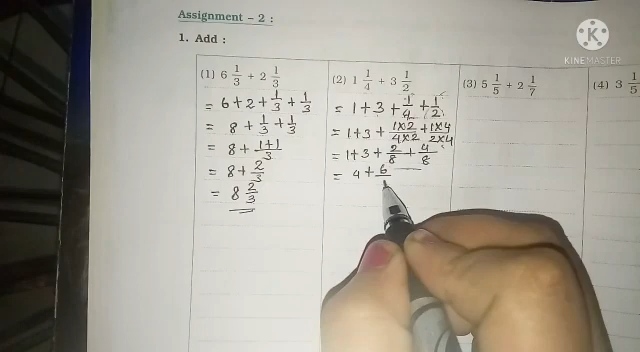 Assignment – 2 :
KINEMASTER
1. Add :
(1) 6 1/3 + 2 1/3
= 6+2+1/3+1/3
= 8+1/3+1/3
= 8+(1+1)/3
= 8+2/3
= 8 2/3
(2) 1 1/4 + 3 1/2
= 1+3+1/4+1/2
= 1+3+(1×2)/(4×2)+(1×4)/(2×4)
= 1+3+2/8+4/8
= 4+6/
(3) 5 1/5 + 2 1/7
(4) 3 1/5